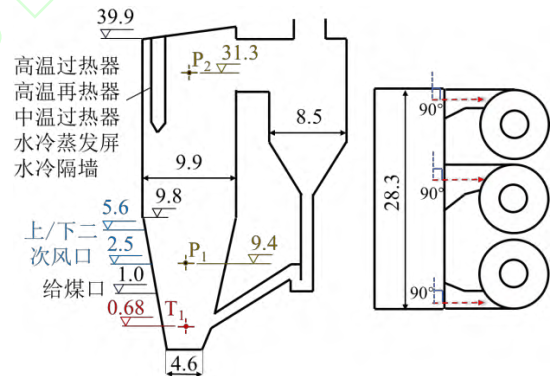 39.9
P₂
31.3
高温过热器
高温再热器
中温过热器
水冷蒸发屏
水冷隔墙
8.5
9.9
9.8
5.6
上/下二
次风口
2.5
P₁
9.4
给煤口
1.0
0.68
T₁
4.6
90°
90°
28.3
90°